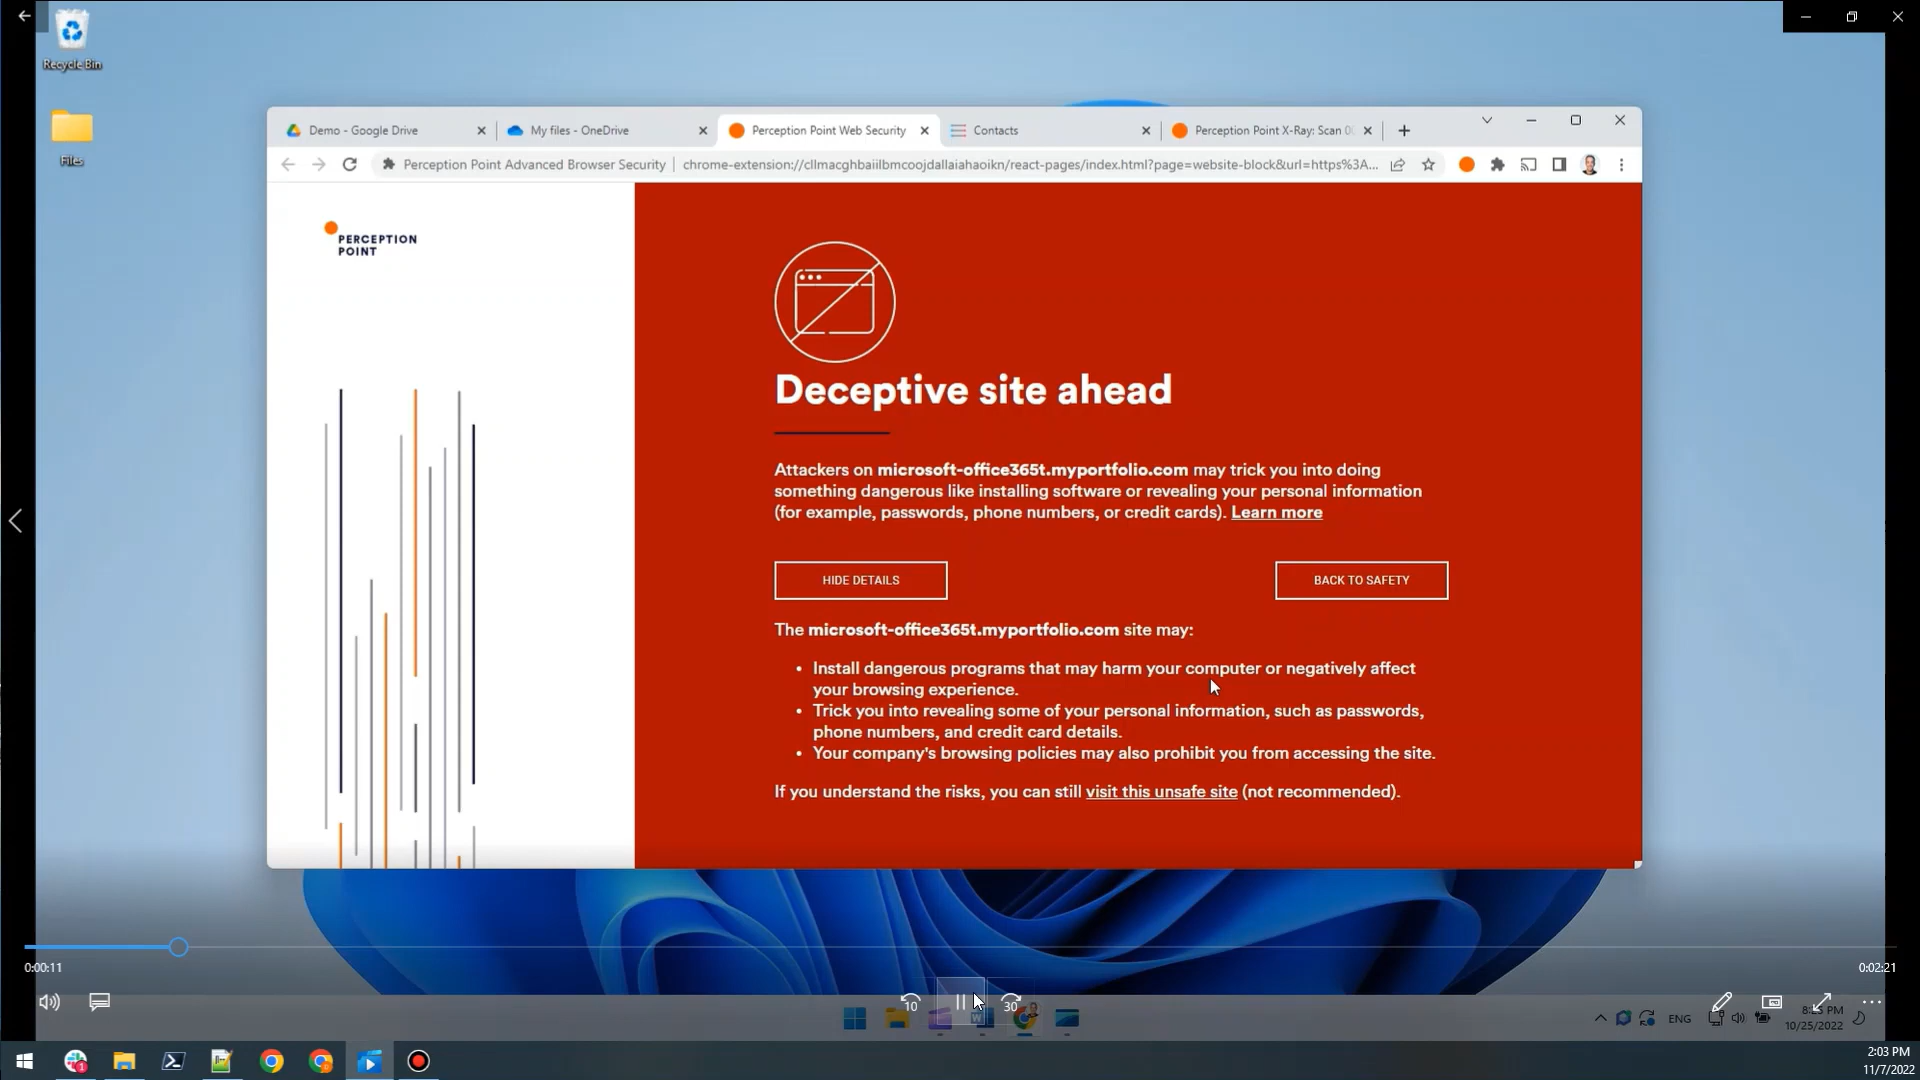 Recycle Bin
Files
Demo - Google Drive
My files - OneDrive
Perception Point Web Security
Contacts
Perception Point X-Ray: Scan
Perception Point Advanced Browser Security
chrome-extension://cllmacghbaiilbmcoojdallaiahaoikn/react-pages/index.html?page=website-block&url=https%3A...
PERCEPTION
POINT
Deceptive site ahead
Attackers on microsoft-office365t.myportfolio.com may trick you into doing
something dangerous like installing software or revealing your personal information
(for example, passwords, phone numbers, or credit cards). Learn more
HIDE DETAILS
BACK TO SAFETY
The microsoft-office365t.myportfolio.com site may:
• Install dangerous programs that may harm your computer or negatively affect
your browsing experience.
• Trick you into revealing some of your personal information, such as passwords,
phone numbers, and credit card details.
• Your company's browsing policies may also prohibit you from accessing the site.
If you understand the risks, you can still visit this unsafe site (not recommended).
0:00:11
0:02:21
10
30
ENG
PM
10/25/2022
2:03 PM
11/7/2022